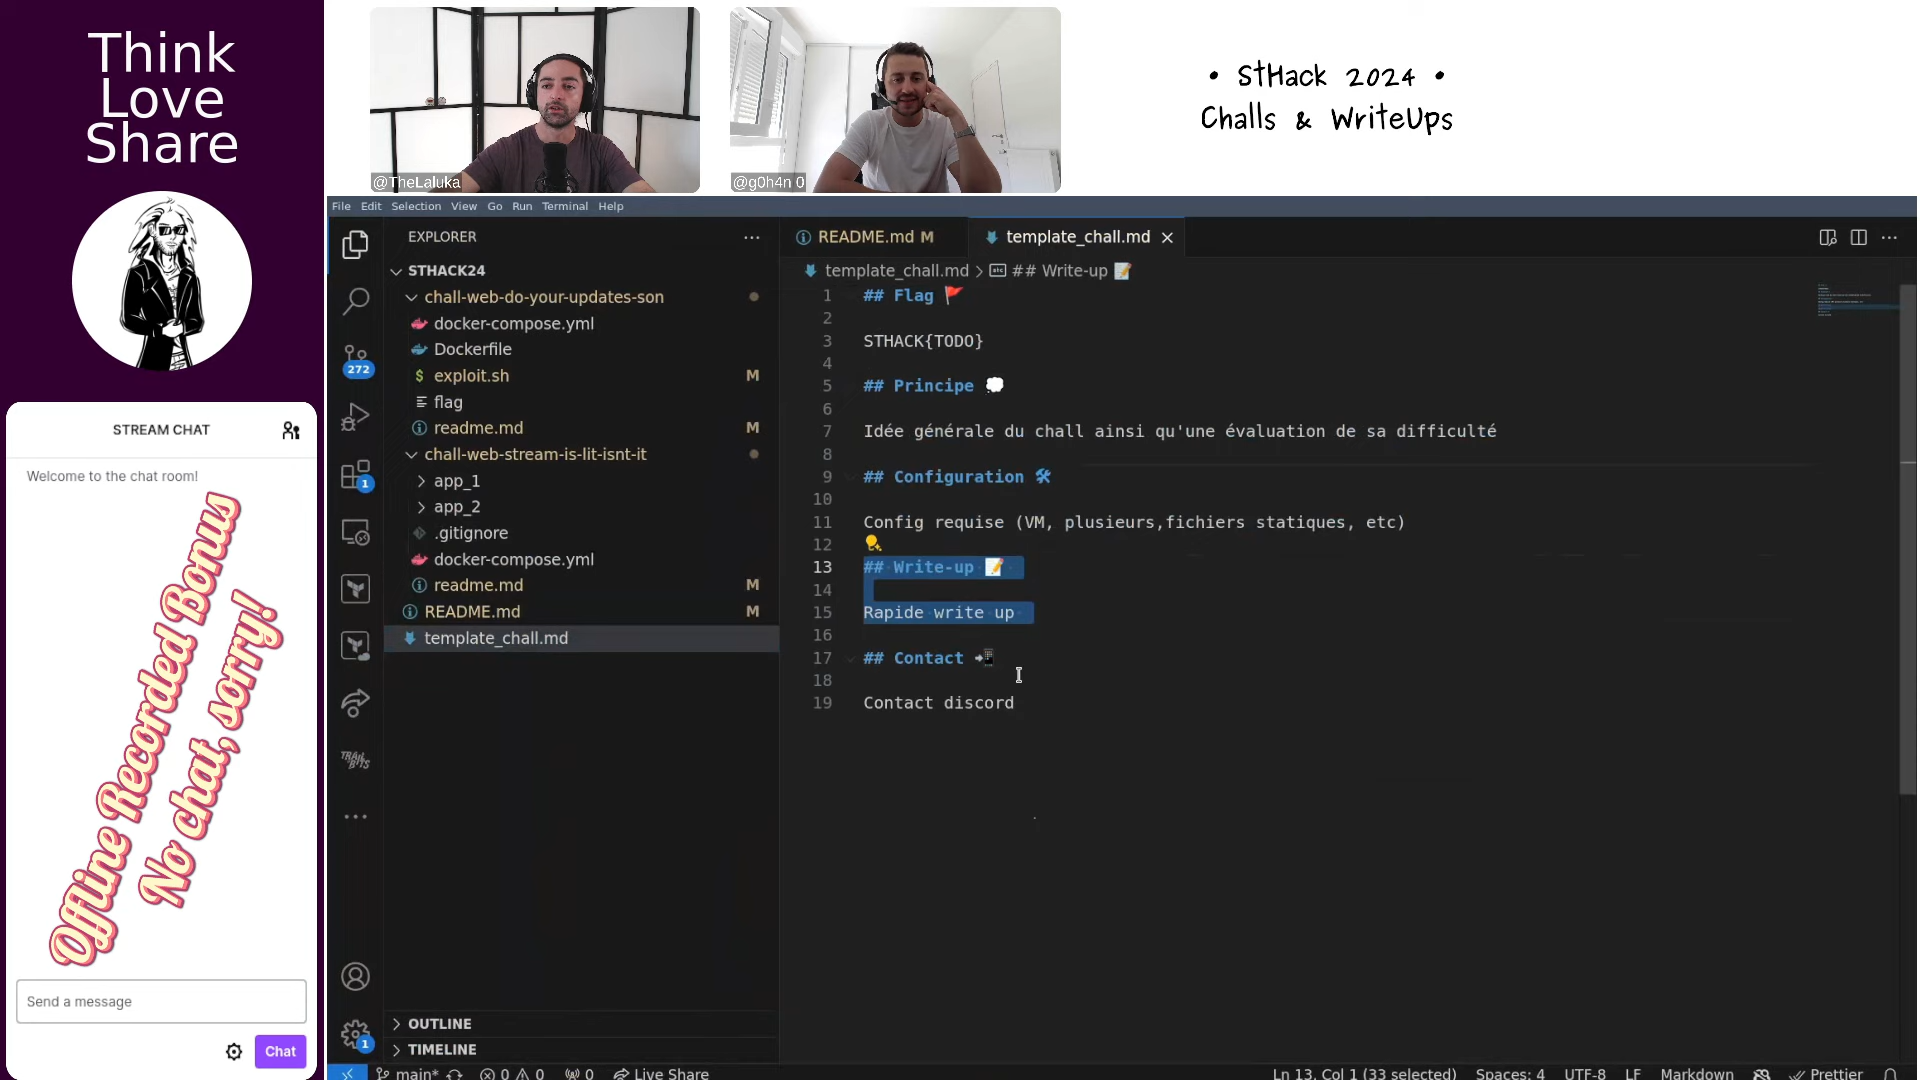 Think
Love
Share
@TheLaluka
@g0h4n 0
• StHack 2024 •
Challs & WriteUps
STREAM CHAT
Welcome to the chat room!
Offline Recorded Bonus
No chat, sorry!
Send a message
Chat
File Edit Selection View Go Run Terminal Help
EXPLORER
STHACK24
chall-web-do-your-updates-son
docker-compose.yml
Dockerfile
$ exploit.sh M
flag
readme.md M
chall-web-stream-is-lit-isnt-it
app_1
app_2
.gitignore
docker-compose.yml
readme.md M
README.md M
template_chall.md
OUTLINE
TIMELINE
272
1
TRAIL OF BITS
1
README.md M template_chall.md
template_chall.md > ## Write-up 📝
1 ## Flag 🚩
2
3 STHACK{TODO}
4
5 ## Principe 💭
6
7 Idée générale du chall ainsi qu'une évaluation de sa difficulté
8
9 ## Configuration 🛠
10
11 Config requise (VM, plusieurs,fichiers statiques, etc)
12
13 ## Write-up 📝
14
15 Rapide write up
16
17 ## Contact 📲
18
19 Contact discord
main* 0 0 0 Live Share Ln 13, Col 1 (33 selected) Spaces: 4 UTF-8 LF Markdown Prettier